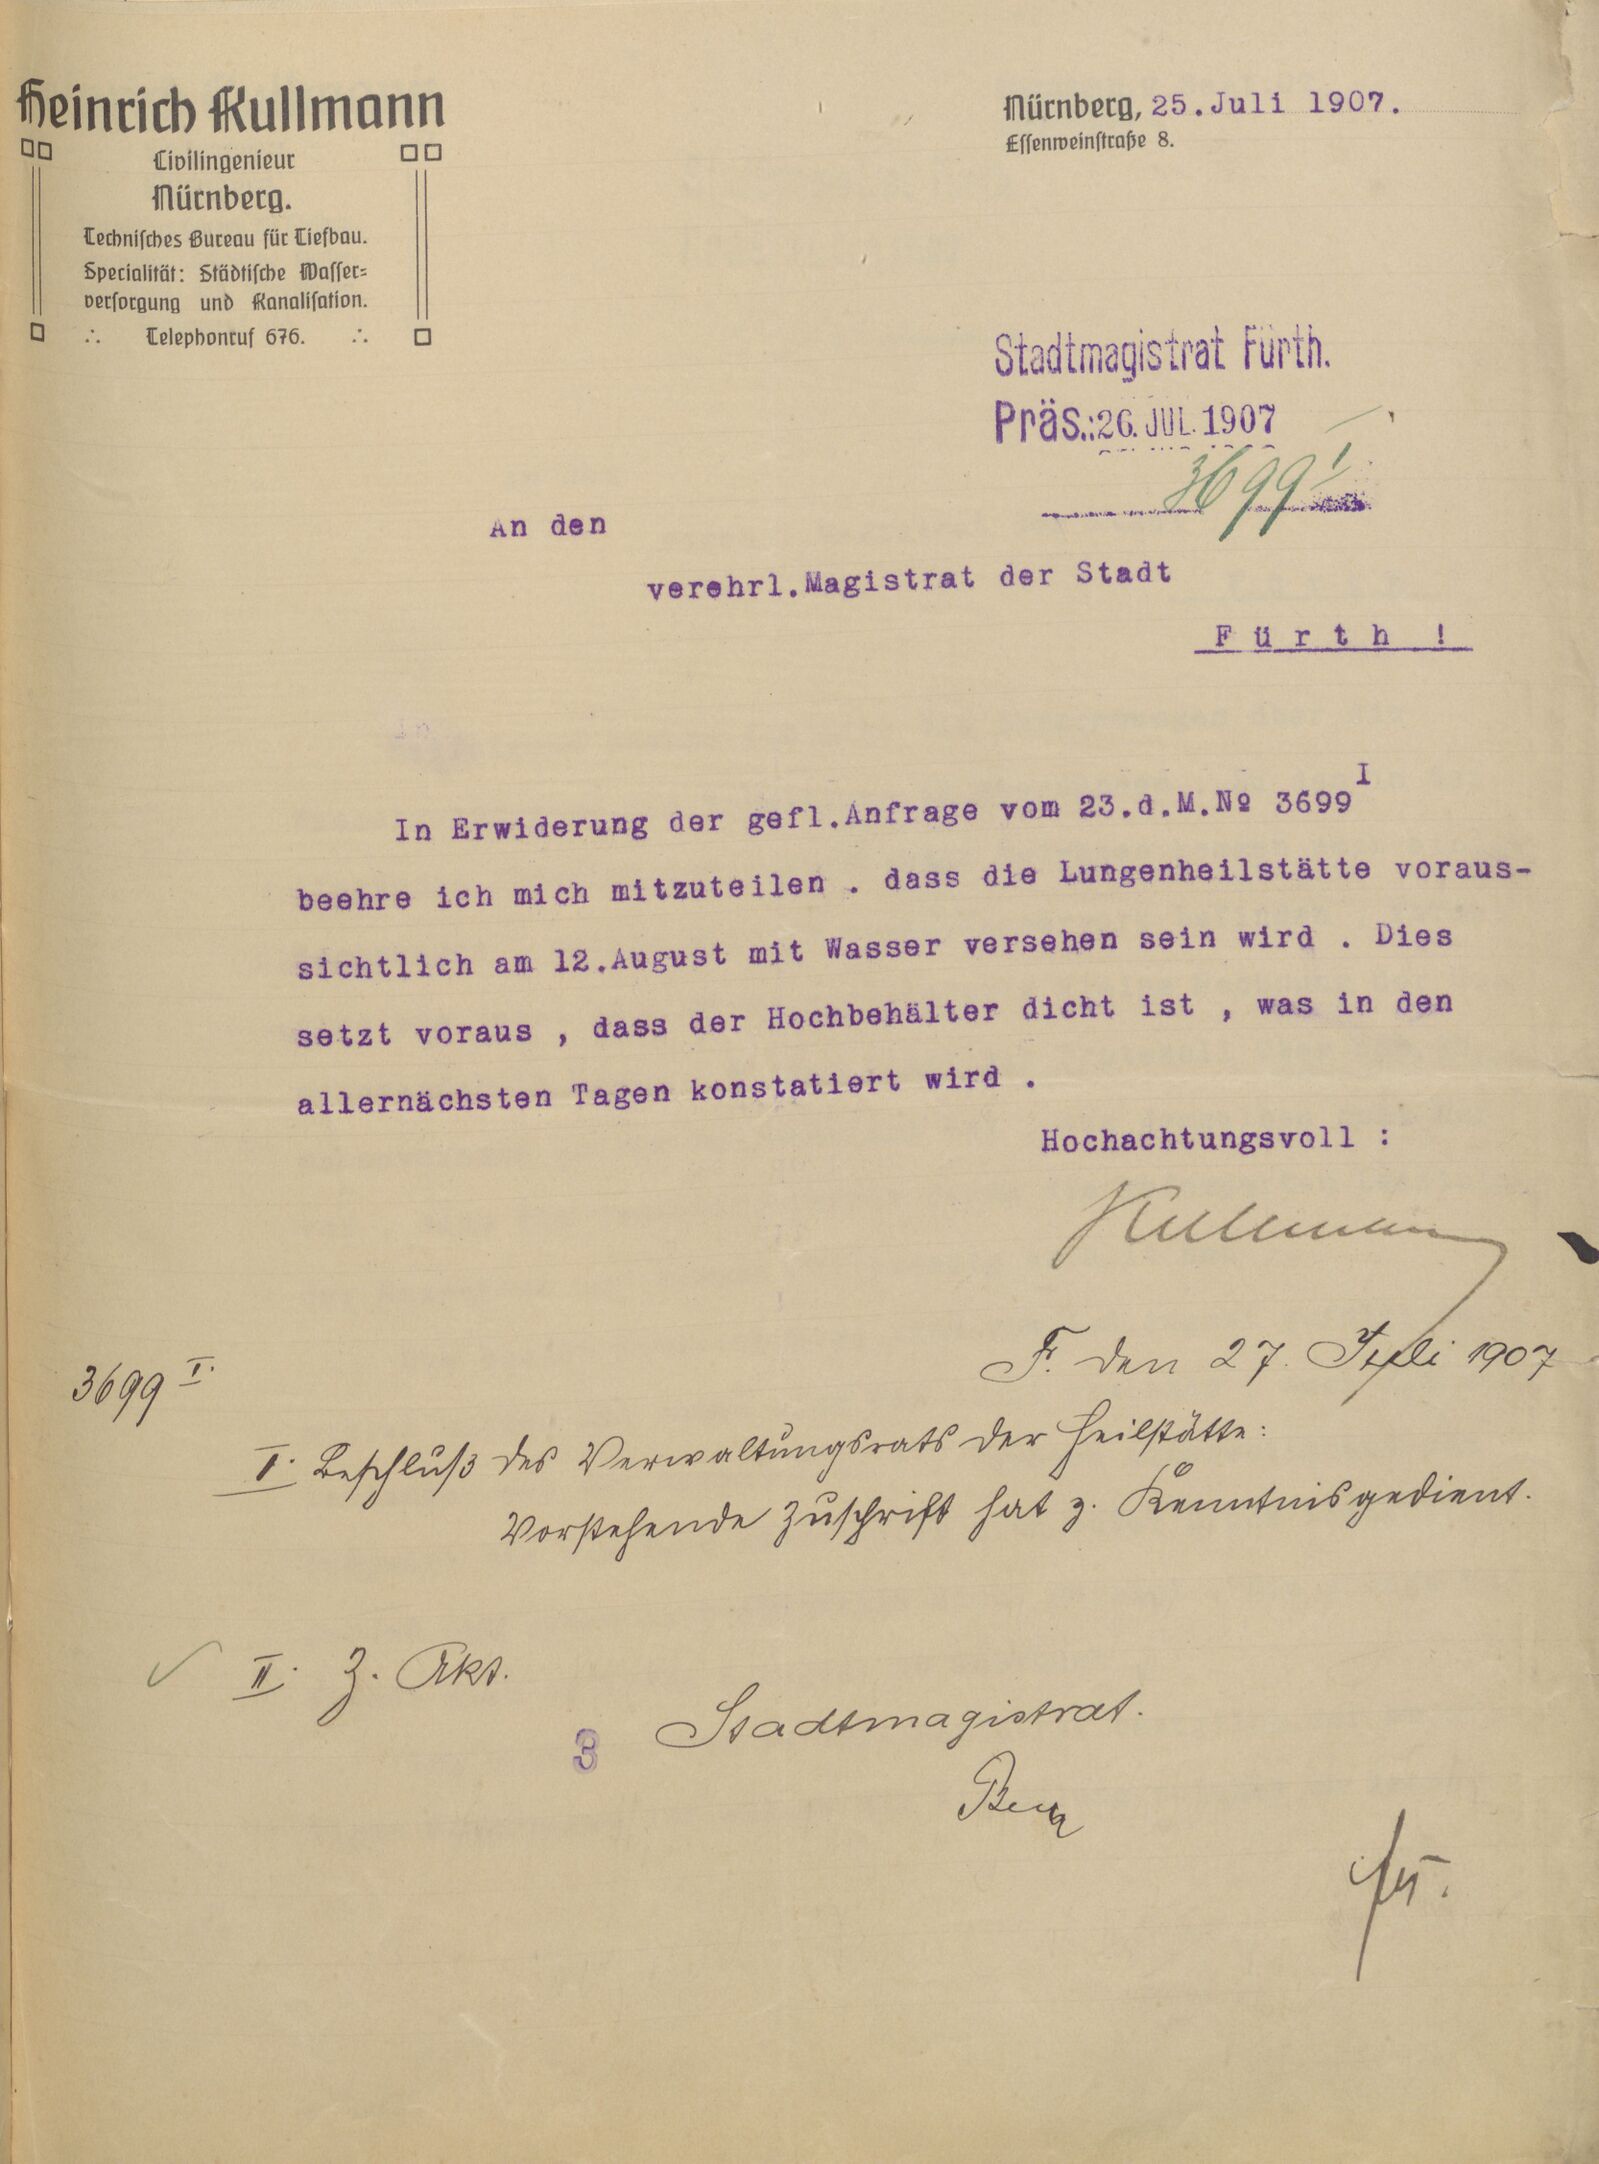 Heinrich Kullmann
Civilingenieur
Nürnberg.
Technisches Bureau für Tiefbau.
Specialität: Städtische Wasser-
versorgung und Kanalisation.
Telephonruf 676.
Nürnberg, 25.Juli 1907.
Essenweinstraße 8.
Stadtmagistrat Fürth.
Präs.: 26. JUL. 1907
3699 I
An den
verehrl.Magistrat der Stadt
Fürth !
In Erwiderung der gefl.Anfrage vom 23.d.M.№ 3699 I
beehre ich mich mitzuteilen . dass die Lungenheilstätte voraus-
sichtlich am 12.August mit Wasser versehen sein wird . Dies
setzt voraus , dass der Hochbehälter dicht ist , was in den
allernächsten Tagen konstatiert wird .
Hochachtungsvoll :
Kullmann
F. den 27. Juli 1907
3699 I.
I. Beschluß des Verwaltungsrats der Heilstätte:
Vorstehende Zuschrift hat z. Kenntnis gedient.
II. Z. Akt.
Stadtmagistrat.
3